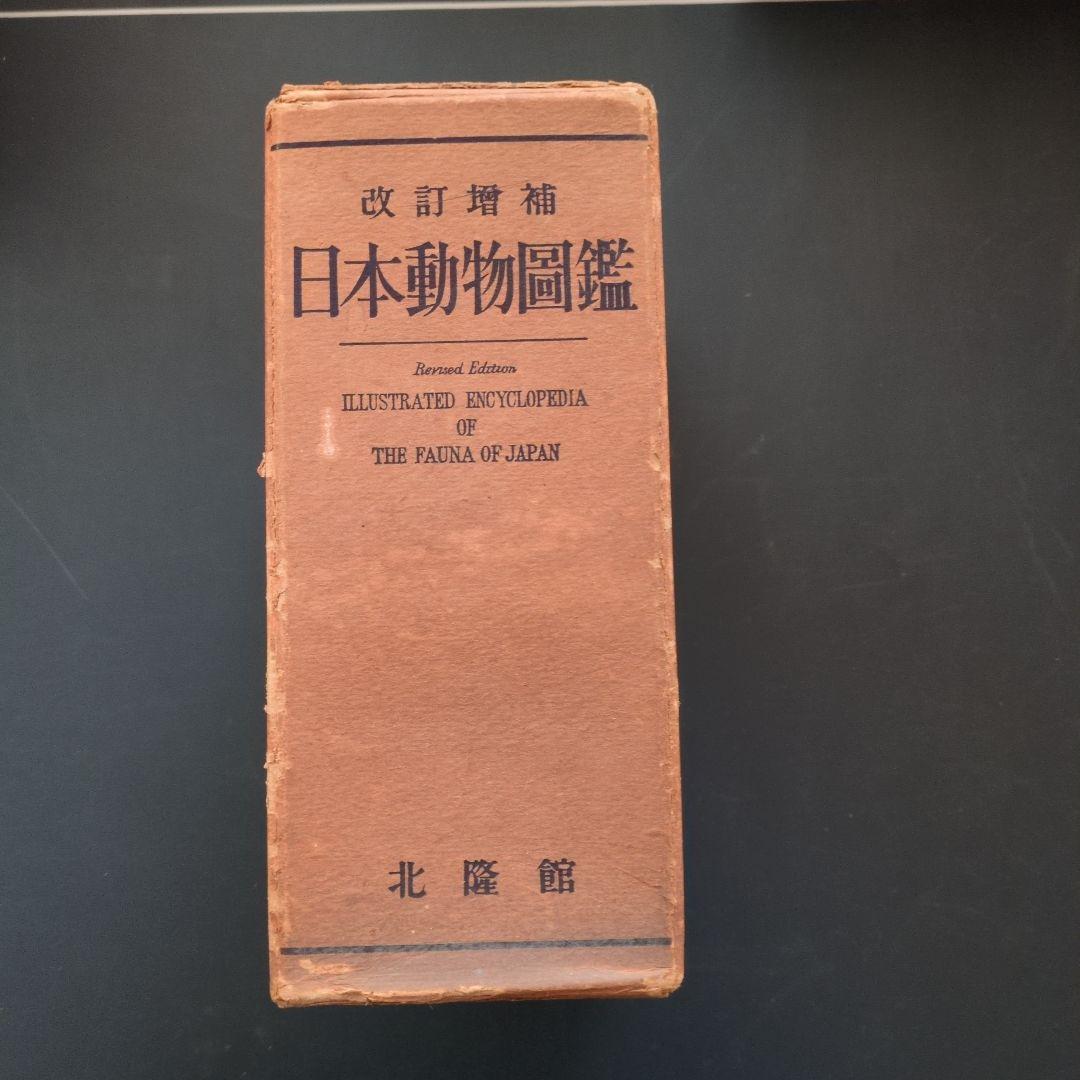 改訂增補
日本動物圖鑑
Revised Edition
ILLUSTRATED ENCYCLOPEDIA
OF
THE FAUNA OF JAPAN
北隆館